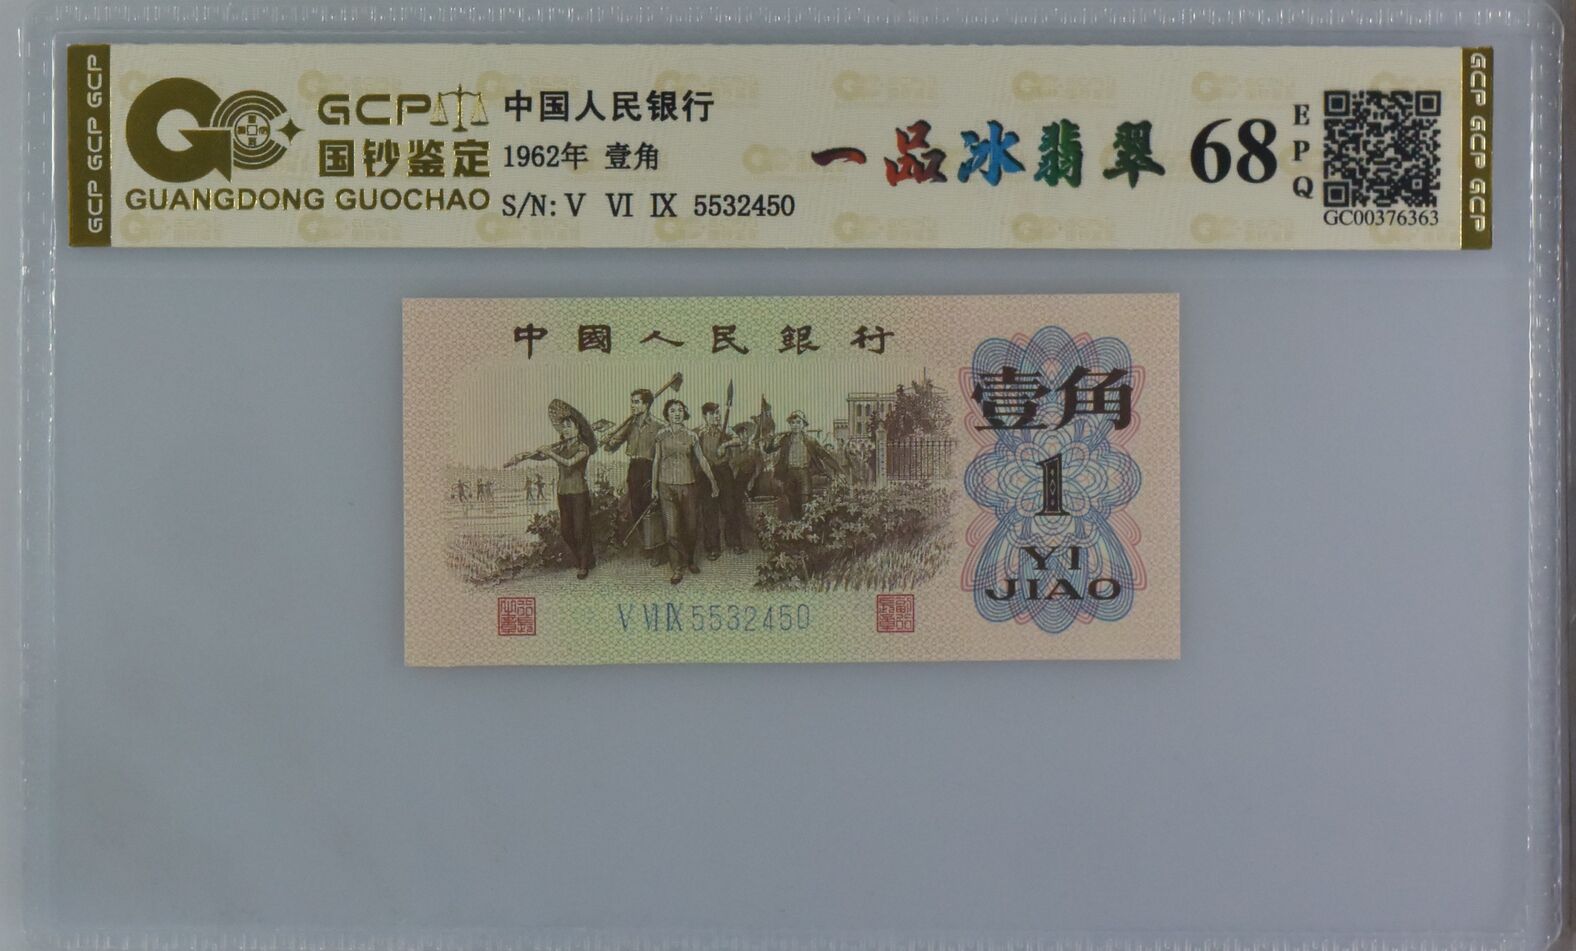 GCP GCP GCP
GCP
国钞鉴定
GUANGDONG GUOCHAO
中国人民银行
1962年 壹角
S/N: V VI IX 5532450
一品冰翡翠
68
EPQ
GC00376363
GCP GCP GCP
中國人民銀行
壹角
1
YI
JIAO
V VI IX 5532450